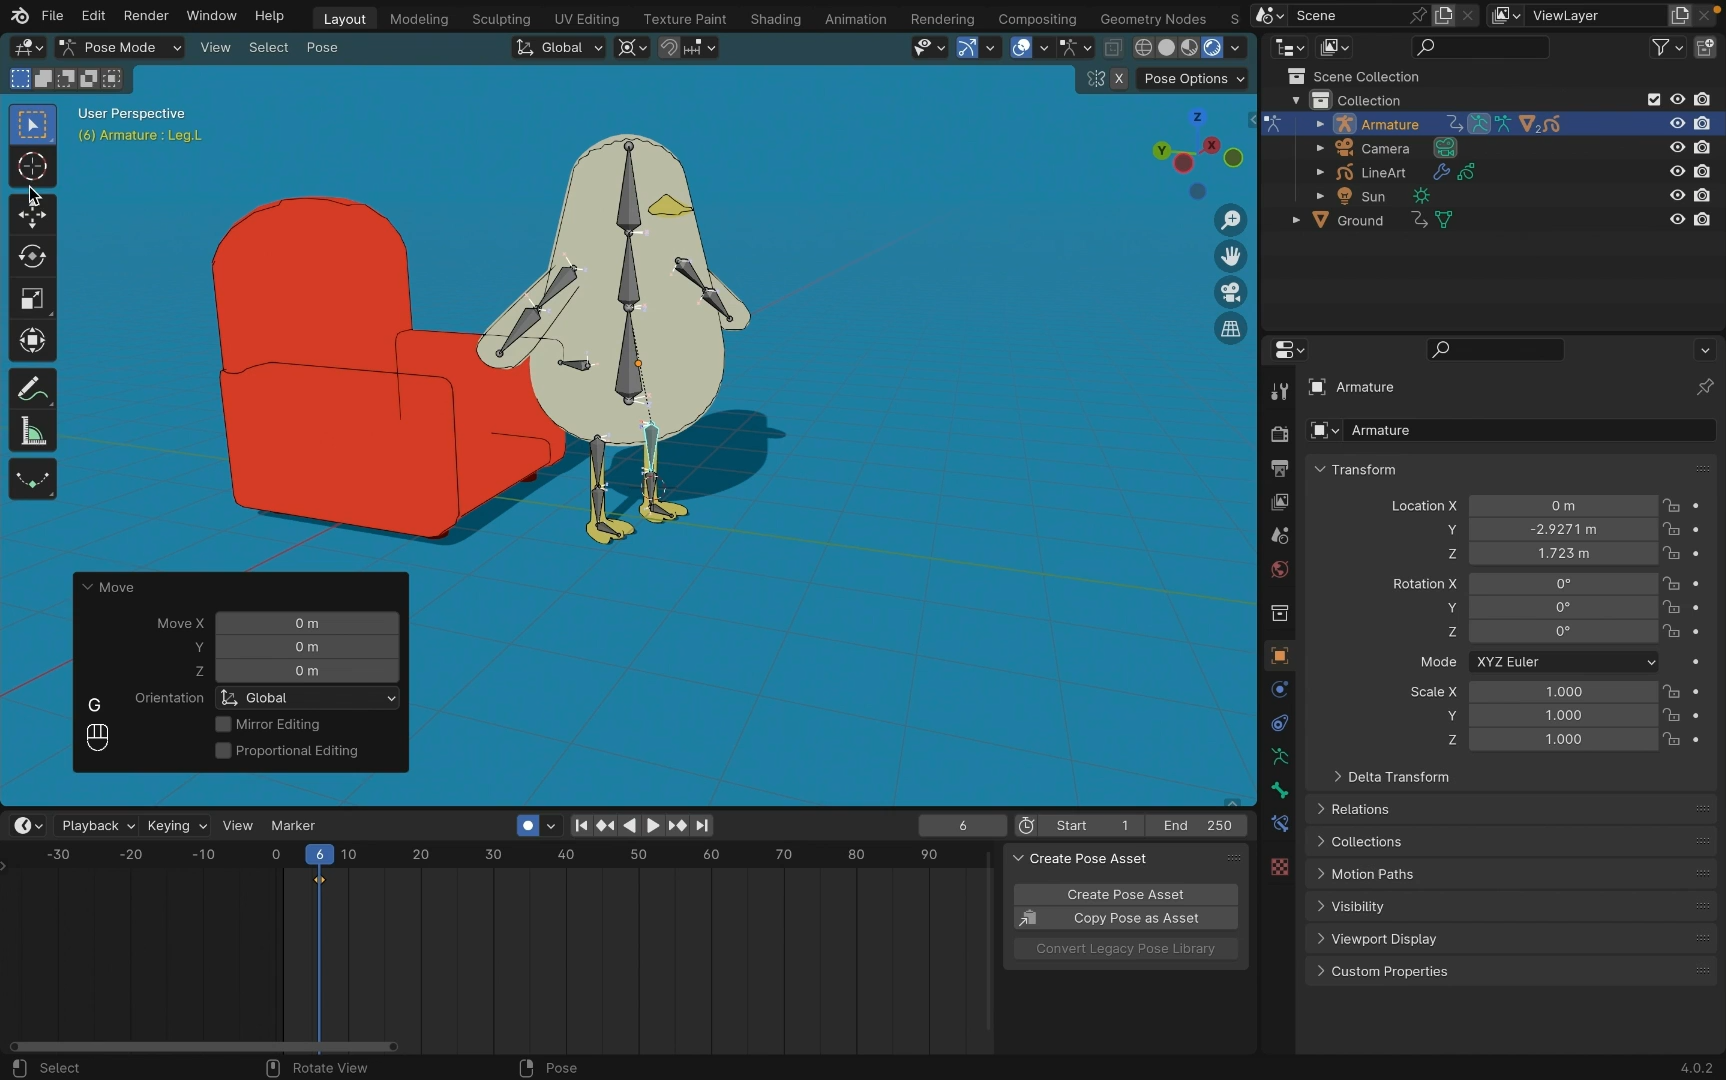 File Edit Render Window Help Layout Modeling Sculpting UV Editing Texture Paint Shading Animation Rendering Compositing Geometry Nodes S Scene ViewLayer
Pose Mode View Select Pose Global
X Pose Options
User Perspective
(6) Armature : Leg.L
Z
Y X
Move
Move X 0 m
Y 0 m
Z 0 m
Orientation Global
G
Mirror Editing
Proportional Editing
Playback Keying View Marker 6 Start 1 End 250
-30 -20 -10 0 6 10 20 30 40 50 60 70 80 90
Create Pose Asset
Create Pose Asset
Copy Pose as Asset
Convert Legacy Pose Library
Scene Collection
Collection
Armature 2
Camera
LineArt
Sun
Ground
Armature
Armature
Transform
Location X 0 m
Y -2.9271 m
Z 1.723 m
Rotation X 0°
Y 0°
Z 0°
Mode XYZ Euler
Scale X 1.000
Y 1.000
Z 1.000
Delta Transform
Relations
Collections
Motion Paths
Visibility
Viewport Display
Custom Properties
Select Rotate View Pose 4.0.2